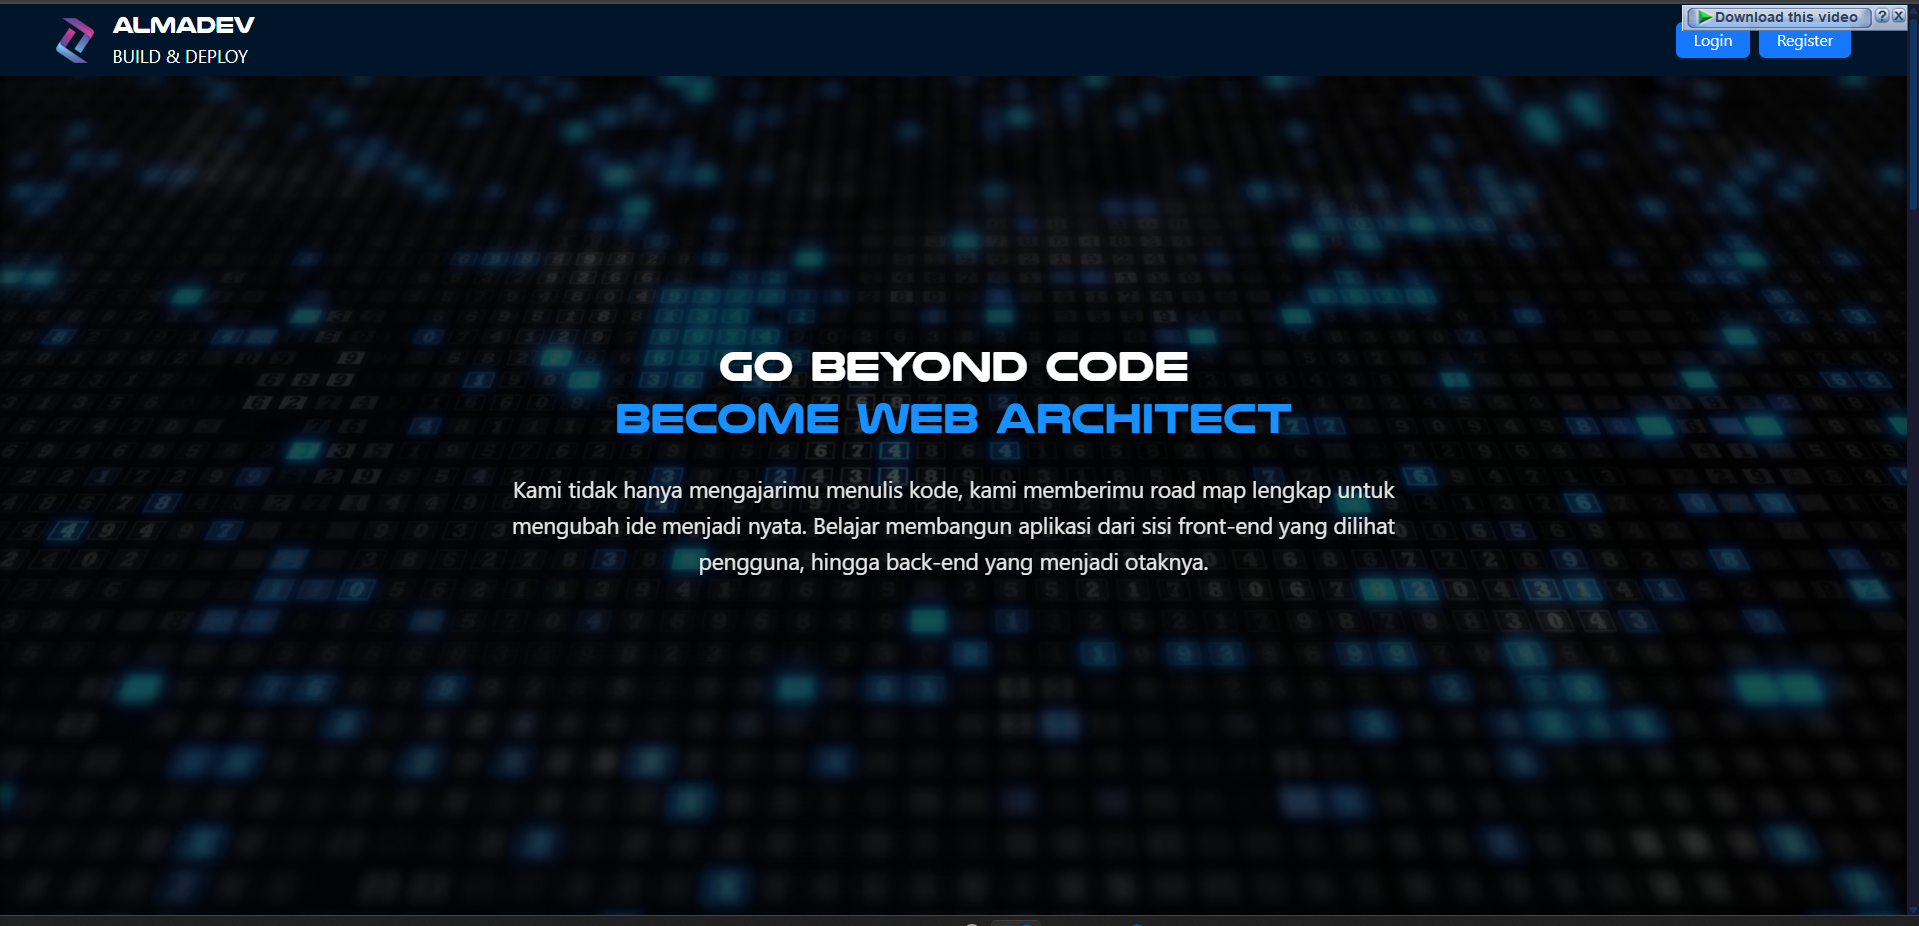 ALMADEV
BUILD & DEPLOY
Download this video
Login
Register
GO BEYOND CODE
BECOME WEB ARCHITECT
Kami tidak hanya mengajarimu menulis kode, kami memberimu road map lengkap untuk
mengubah ide menjadi nyata. Belajar membangun aplikasi dari sisi front-end yang dilihat
pengguna, hingga back-end yang menjadi otaknya.